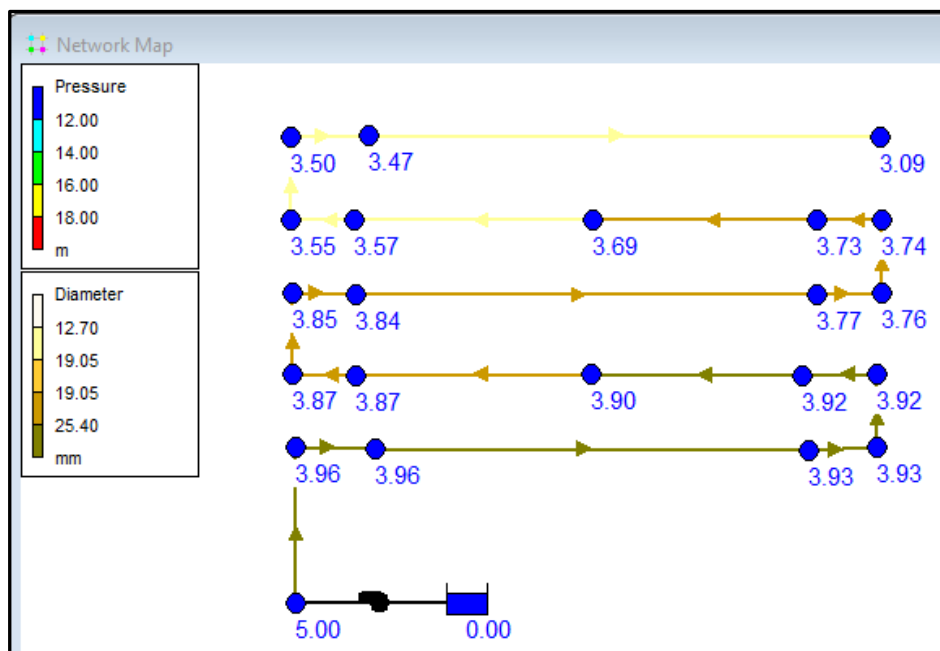 Network Map
Pressure
12.00
14.00
16.00
18.00
m
Diameter
12.70
19.05
19.05
25.40
mm
3.50 3.47 3.09
3.55 3.57 3.69 3.73 3.74
3.85 3.84 3.77 3.76
3.87 3.87 3.90 3.92 3.92
3.96 3.96 3.93 3.93
5.00 0.00